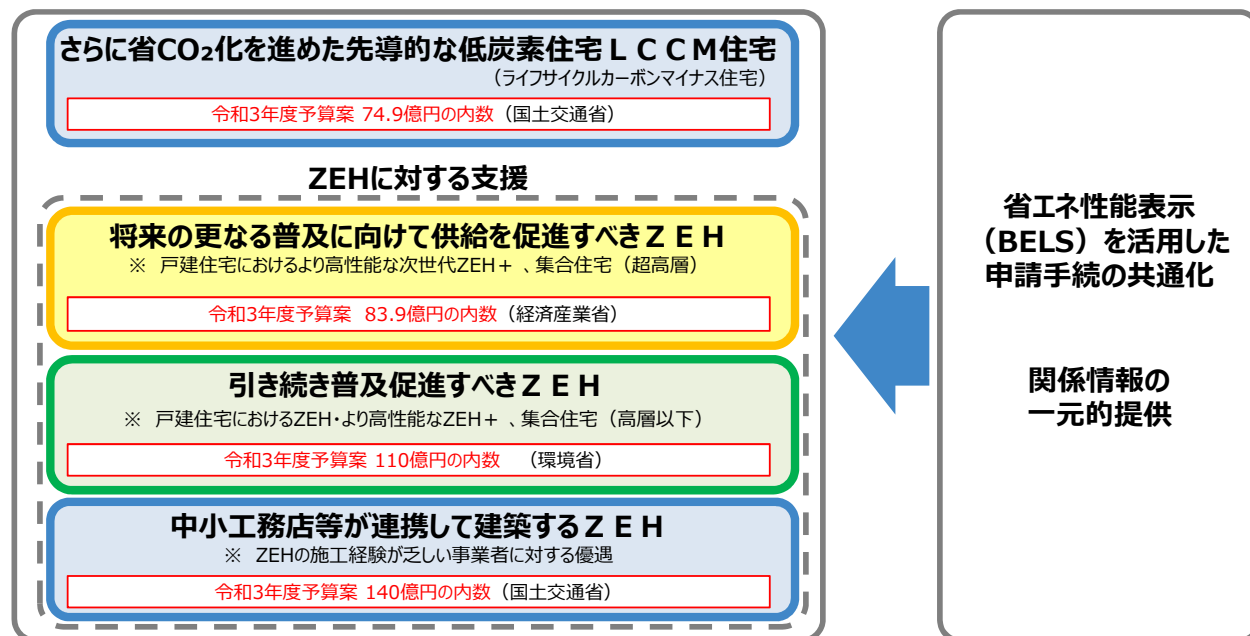 さらに省CO₂化を進めた先導的な低炭素住宅ＬＣＣＭ住宅
（ライフサイクルカーボンマイナス住宅）
令和3年度予算案 74.9億円の内数（国土交通省）
ZEHに対する支援
将来の更なる普及に向けて供給を促進すべきＺＥＨ
※ 戸建住宅におけるより高性能な次世代ZEH＋ 、集合住宅（超高層）
令和3年度予算案 83.9億円の内数（経済産業省）
引き続き普及促進すべきＺＥＨ
※ 戸建住宅におけるZEH・より高性能なZEH＋ 、集合住宅（高層以下）
令和3年度予算案 110億円の内数 （環境省）
中小工務店等が連携して建築するＺＥＨ
※ ZEHの施工経験が乏しい事業者に対する優遇
令和3年度予算案 140億円の内数（国土交通省）
省エネ性能表示
（BELS）を活用した
申請手続の共通化
関係情報の
一元的提供